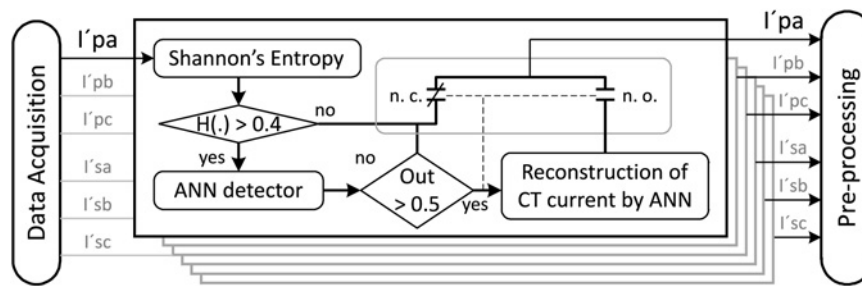 Data Acquisition
I´pa
I´pb
I´pc
I´sa
I´sb
I´sc
Shannon's Entropy
H(.) > 0.4
no
yes
ANN detector
no
Out
> 0.5
yes
n. c.
n. o.
Reconstruction of
CT current by ANN
I´pa
I´pb
I´pc
I´sa
I´sb
I´sc
Pre-processing